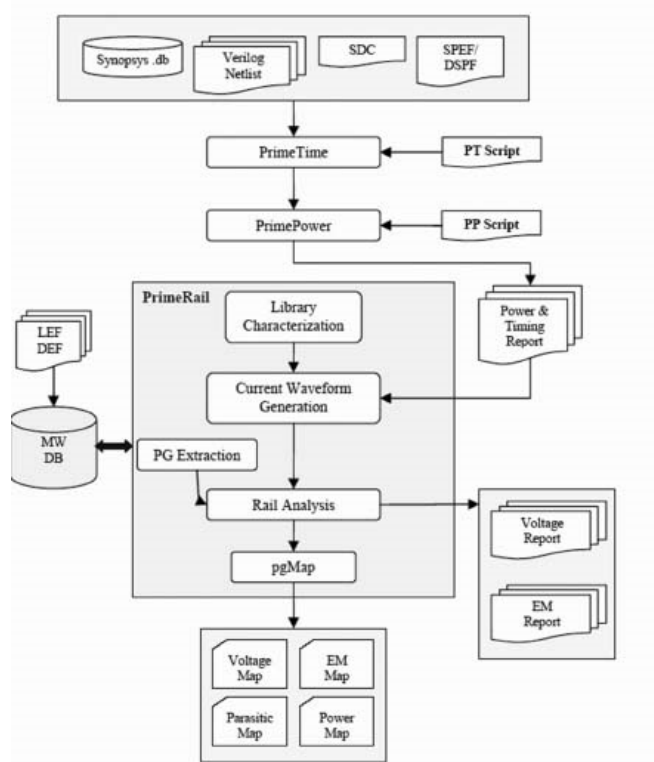 Synopsys .db
Verilog
Netlist
SDC
SPEF/
DSPF
PrimeTime
PT Script
PrimePower
PP Script
PrimeRail
Library
Characterization
LEF
DEF
Power &
Timing
Report
Current Waveform
Generation
MW
DB
PG Extraction
Rail Analysis
Voltage
Report
pgMap
EM
Report
Voltage
Map
EM
Map
Parasitic
Map
Power
Map